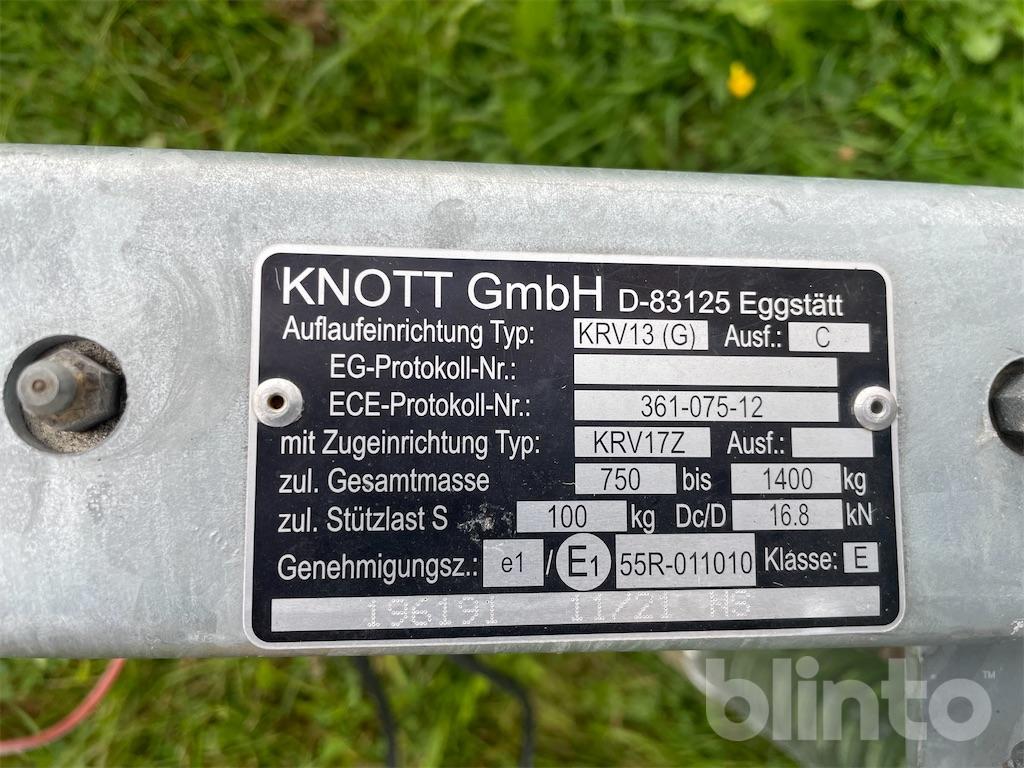 KNOTT GmbH D-83125 Eggstätt
Auflaufeinrichtung Typ: KRV13 (G) Ausf.: C
EG-Protokoll-Nr.:
ECE-Protokoll-Nr.: 361-075-12
mit Zugeinrichtung Typ: KRV17Z Ausf.:
zul. Gesamtmasse 750 bis 1400 kg
zul. Stützlast S 100 kg Dc/D 16.8 kN
Genehmigungsz.: e1 / E1 55R-011010 Klasse: E
196191 11/21 NS
blinto™